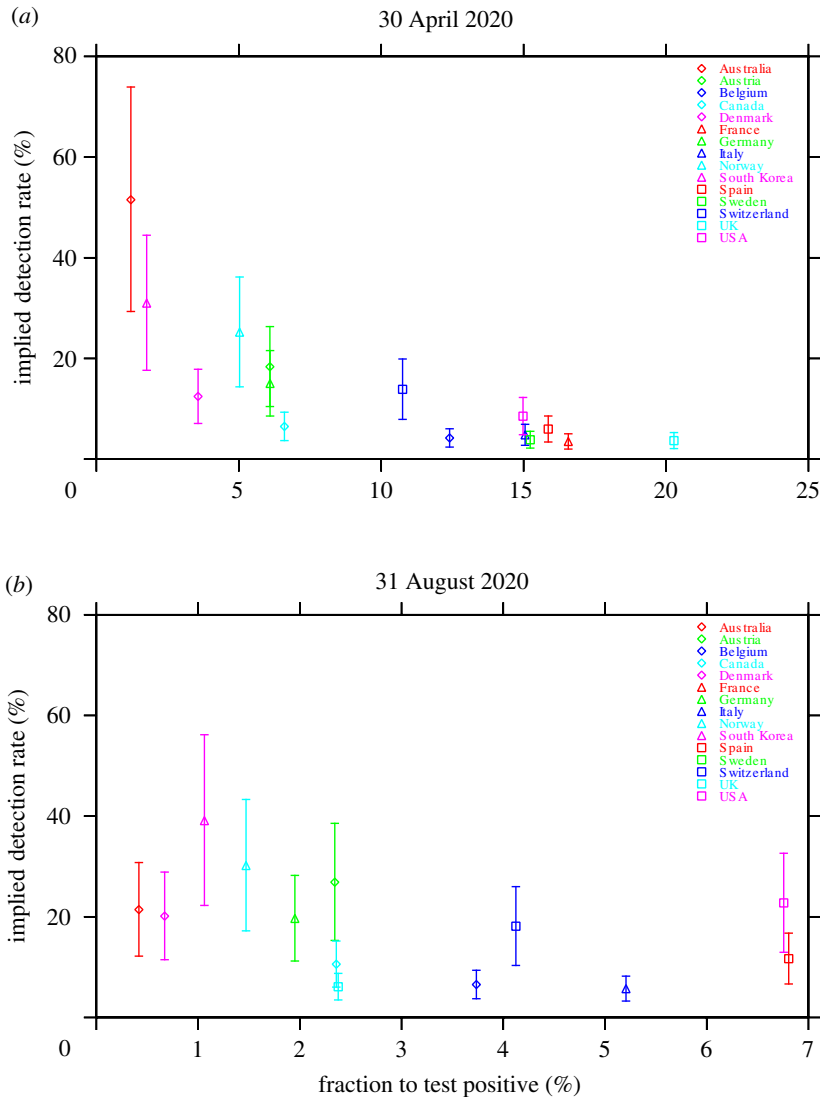 (a)
30 April 2020
80
60
40
20
0
5
10
15
20
25
implied detection rate (%)
Australia
Austria
Belgium
Canada
Denmark
France
Germany
Italy
Norway
South Korea
Spain
Sweden
Switzerland
UK
USA
(b)
31 August 2020
80
60
40
20
0
1
2
3
4
5
6
7
implied detection rate (%)
Australia
Austria
Belgium
Canada
Denmark
France
Germany
Italy
Norway
South Korea
Spain
Sweden
Switzerland
UK
USA
fraction to test positive (%)